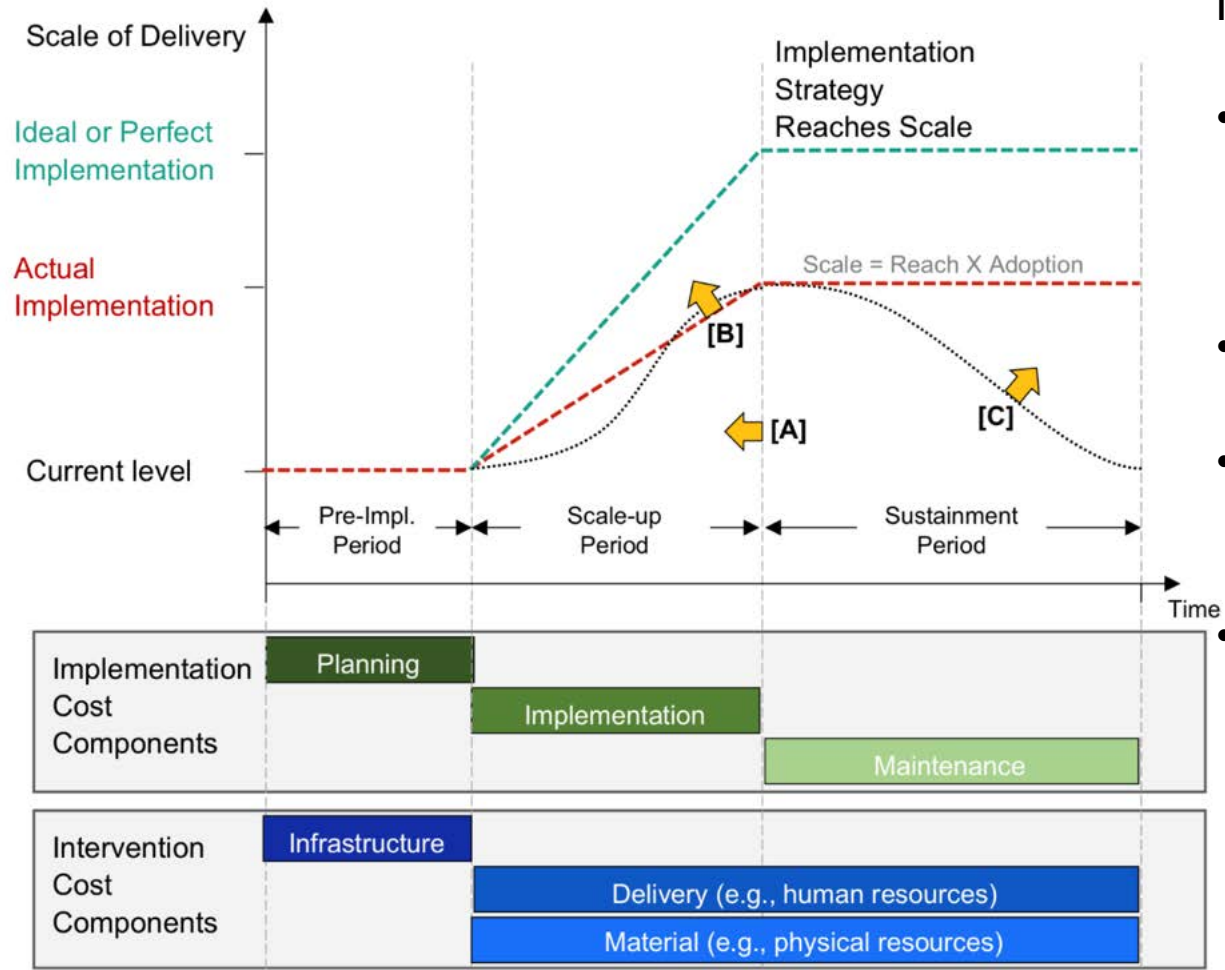 Scale of Delivery
Implementation
Strategy
Reaches Scale
Ideal or Perfect
Implementation
Actual
Implementation
Scale = Reach X Adoption
[B]
[A]
[C]
Current level
Pre-Impl.
Period
Scale-up
Period
Sustainment
Period
Time
Implementation
Cost
Components
Planning
Implementation
Maintenance
Intervention
Cost
Components
Infrastructure
Delivery (e.g., human resources)
Material (e.g., physical resources)